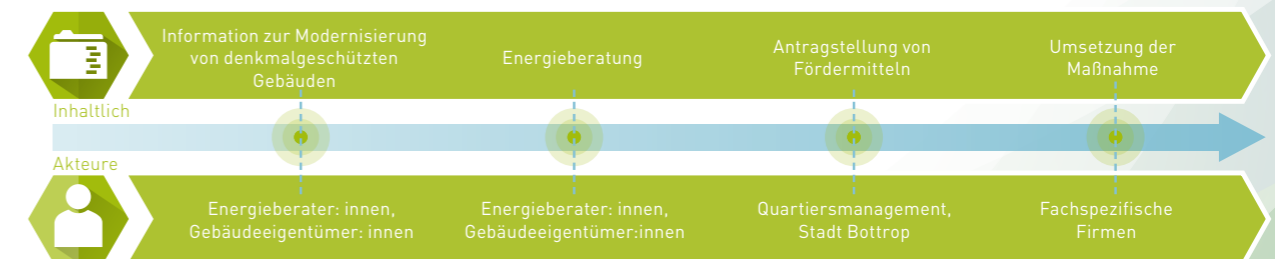 Information zur Modernisierung
von denkmalgeschützten
Gebäuden
Energieberatung
Antragstellung von
Fördermitteln
Umsetzung der
Maßnahme
Inhaltlich
Akteure
Energieberater: innen,
Gebäudeeigentümer: innen
Energieberater: innen,
Gebäudeeigentümer:innen
Quartiersmanagement,
Stadt Bottrop
Fachspezifische
Firmen